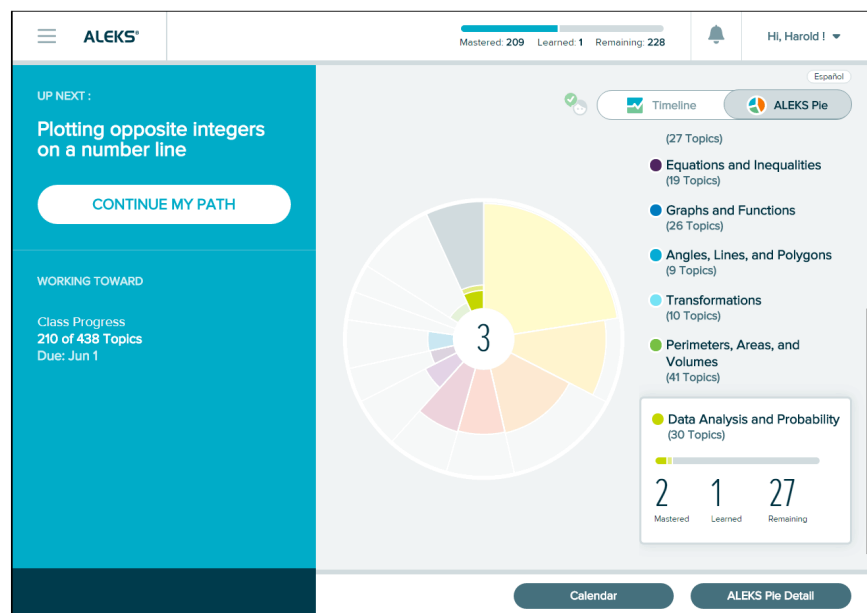 ALEKS®
Mastered: 209 Learned: 1 Remaining: 228
Hi, Harold !
Español
UP NEXT :
Plotting opposite integers
on a number line
CONTINUE MY PATH
WORKING TOWARD
Class Progress
210 of 438 Topics
Due: Jun 1
Timeline
ALEKS Pie
3
(27 Topics)
Equations and Inequalities
(19 Topics)
Graphs and Functions
(26 Topics)
Angles, Lines, and Polygons
(9 Topics)
Transformations
(10 Topics)
Perimeters, Areas, and
Volumes
(41 Topics)
Data Analysis and Probability
(30 Topics)
2 1 27
Mastered Learned Remaining
Calendar
ALEKS Pie Detail